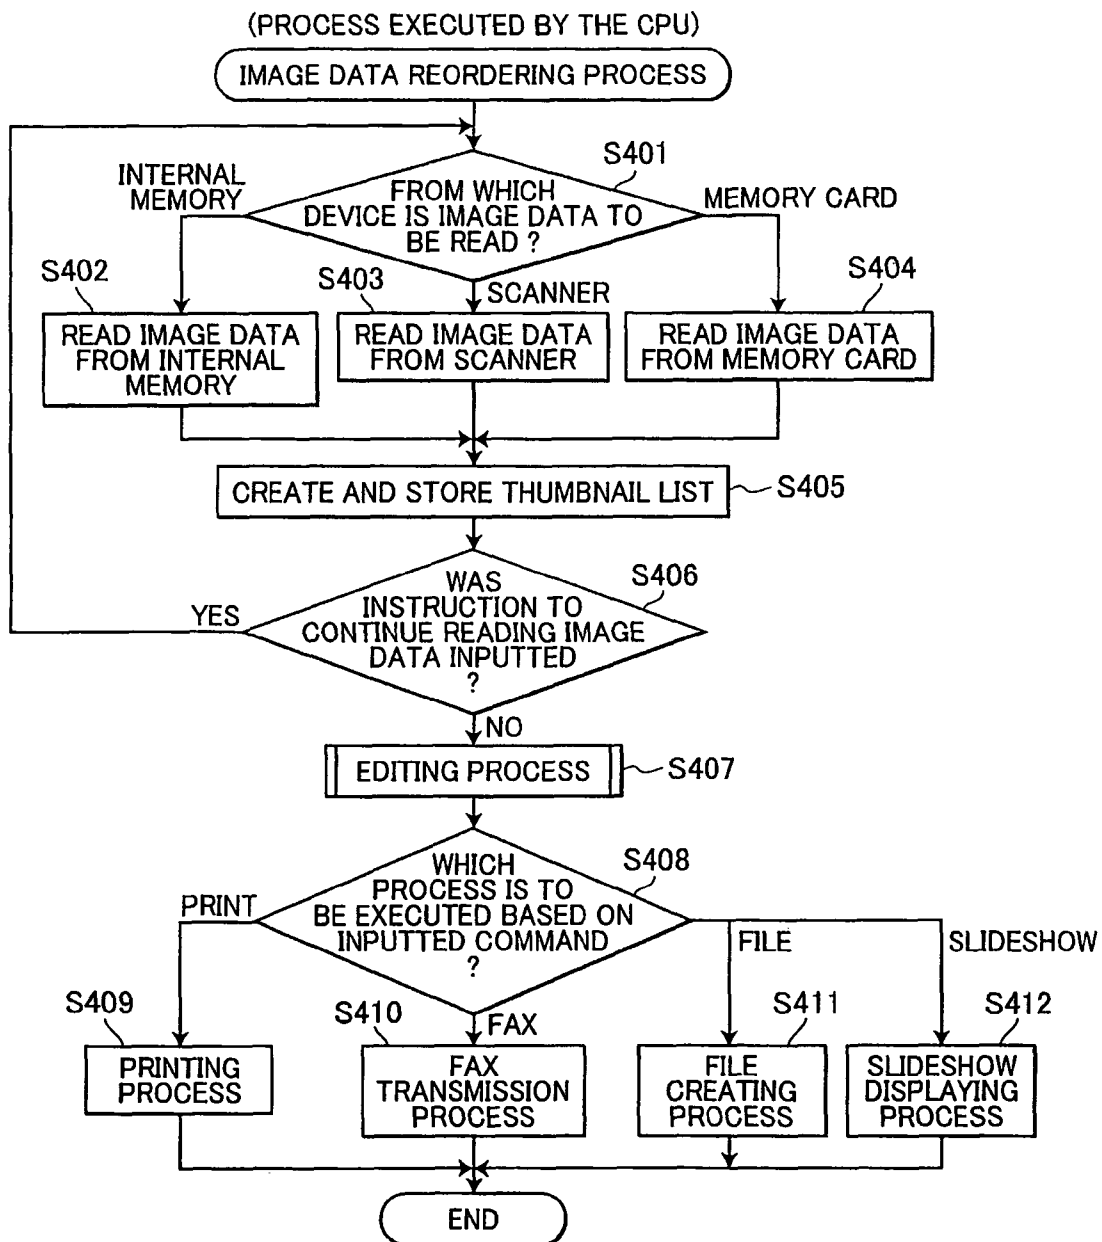 (PROCESS EXECUTED BY THE CPU)
IMAGE DATA REORDERING PROCESS
S401
INTERNAL
MEMORY
FROM WHICH
DEVICE IS IMAGE DATA TO
BE READ ?
MEMORY CARD
S402
S403
SCANNER
S404
READ IMAGE DATA
FROM INTERNAL
MEMORY
READ IMAGE DATA
FROM SCANNER
READ IMAGE DATA
FROM MEMORY CARD
CREATE AND STORE THUMBNAIL LIST
S405
S406
YES
WAS
INSTRUCTION TO
CONTINUE READING IMAGE
DATA INPUTTED
?
NO
EDITING PROCESS
S407
S408
PRINT
WHICH
PROCESS IS TO
BE EXECUTED BASED ON
INPUTTED COMMAND
?
FILE
SLIDESHOW
S409
S410
FAX
S411
S412
PRINTING
PROCESS
FAX
TRANSMISSION
PROCESS
FILE
CREATING
PROCESS
SLIDESHOW
DISPLAYING
PROCESS
END